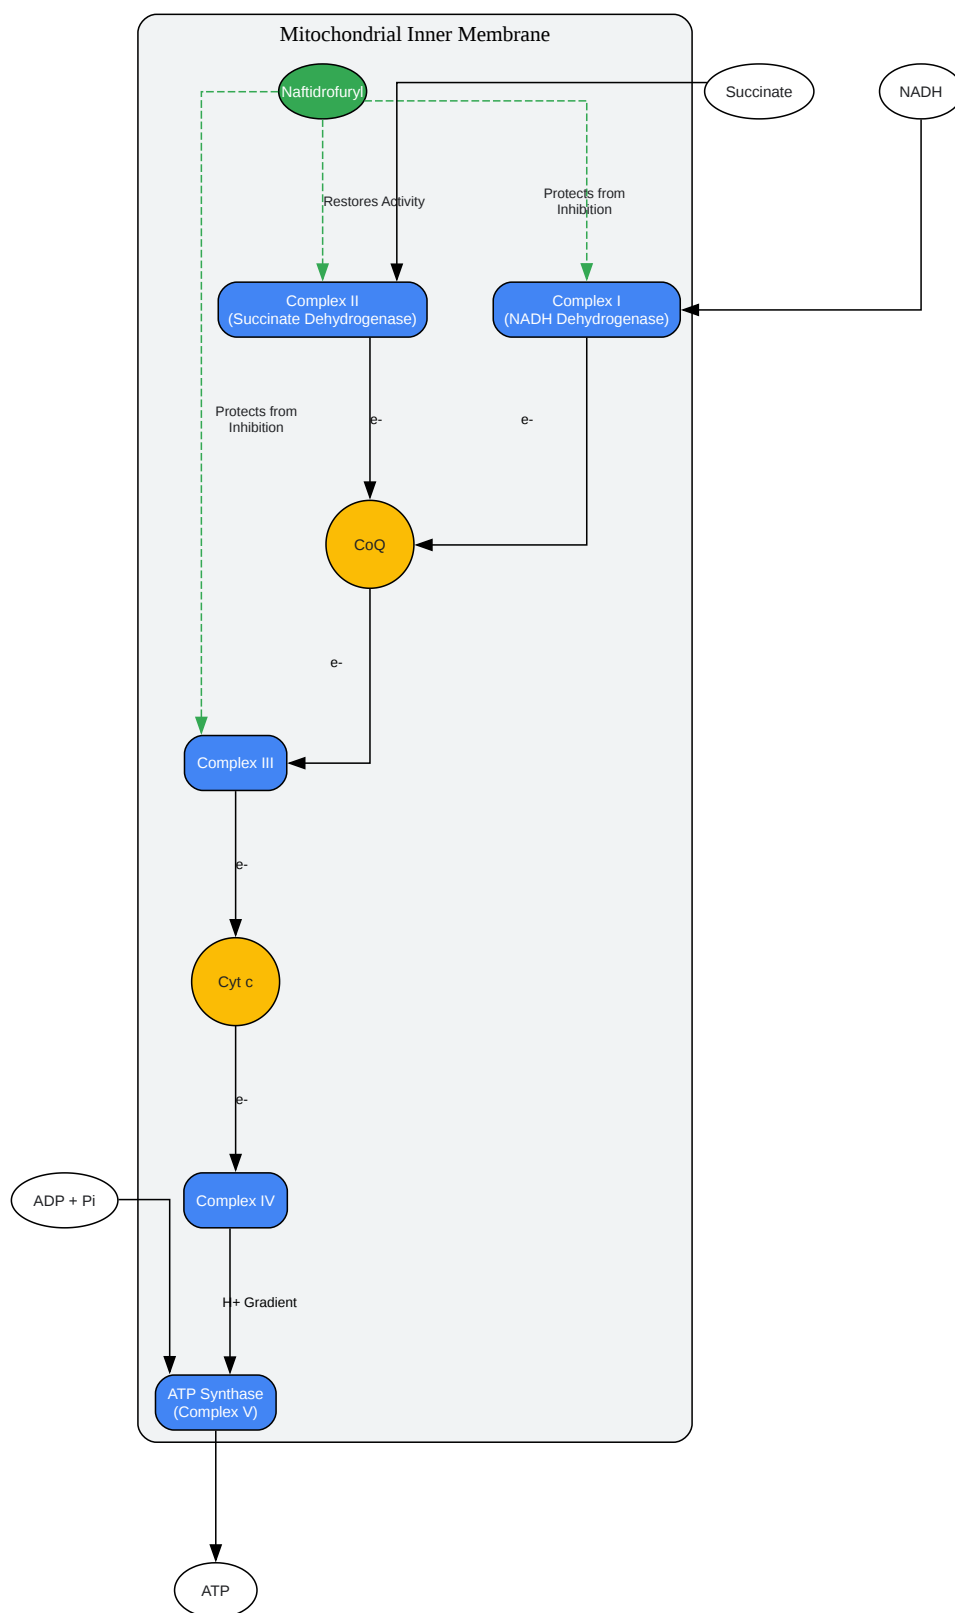 Mitochondrial Inner Membrane
Naftidrofuryl
Succinate
NADH
Restores Activity
Protects from
Inhibition
Complex II
(Succinate Dehydrogenase)
Complex I
(NADH Dehydrogenase)
Protects from
Inhibition
e-
e-
CoQ
e-
Complex III
e-
Cyt c
e-
ADP + Pi
Complex IV
H+ Gradient
ATP Synthase
(Complex V)
ATP